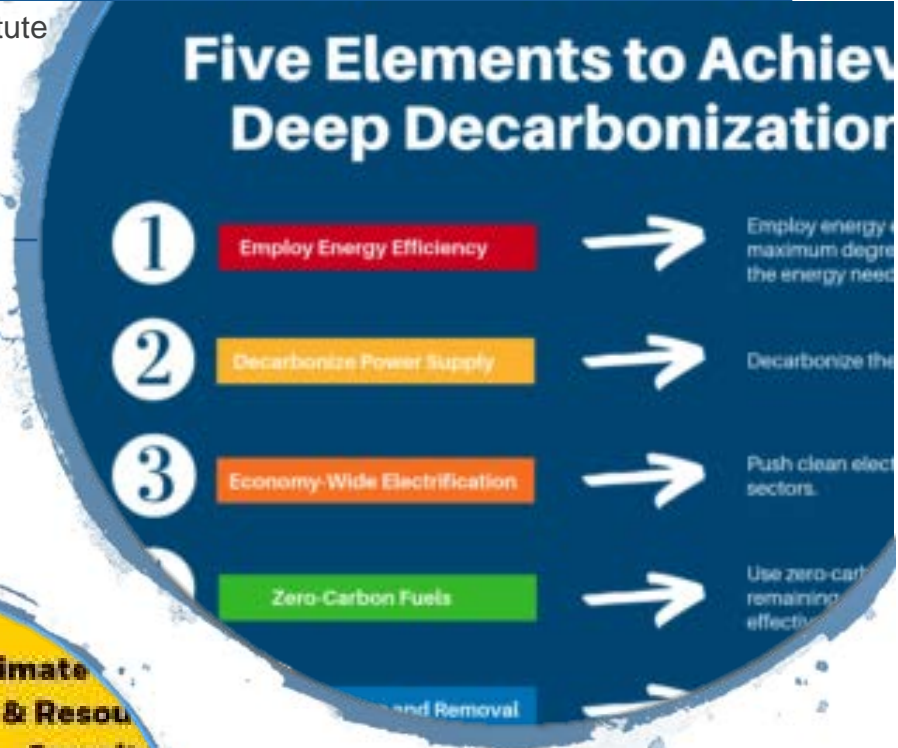 tute
Five Elements to Achiev
Deep Decarbonization
1
Employ Energy Efficiency
Employ energy e
maximum degre
the energy need
2
Decarbonize Power Supply
Decarbonize the
3
Economy-Wide Electrification
Push clean elect
sectors.
Zero-Carbon Fuels
Use zero-carb
remaining
effectiv
and Removal
imate
& Resou